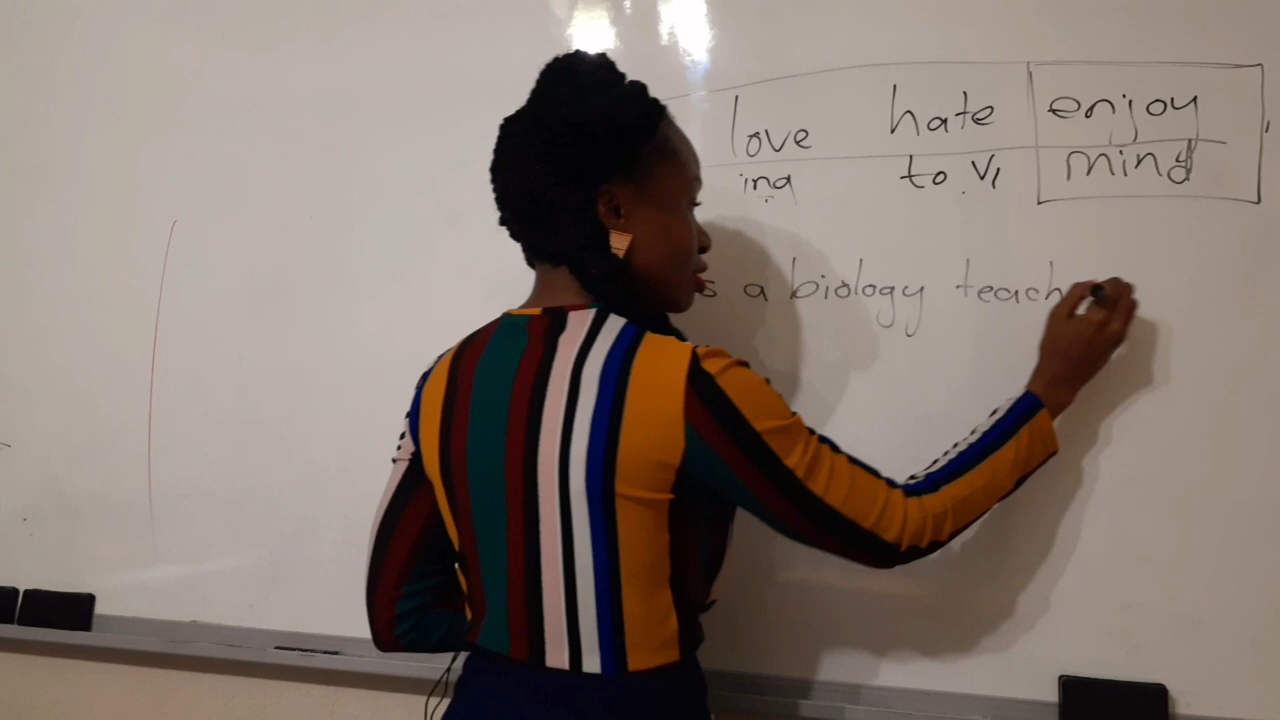 love hate enjoy
ing to V1 mind
a biology teach